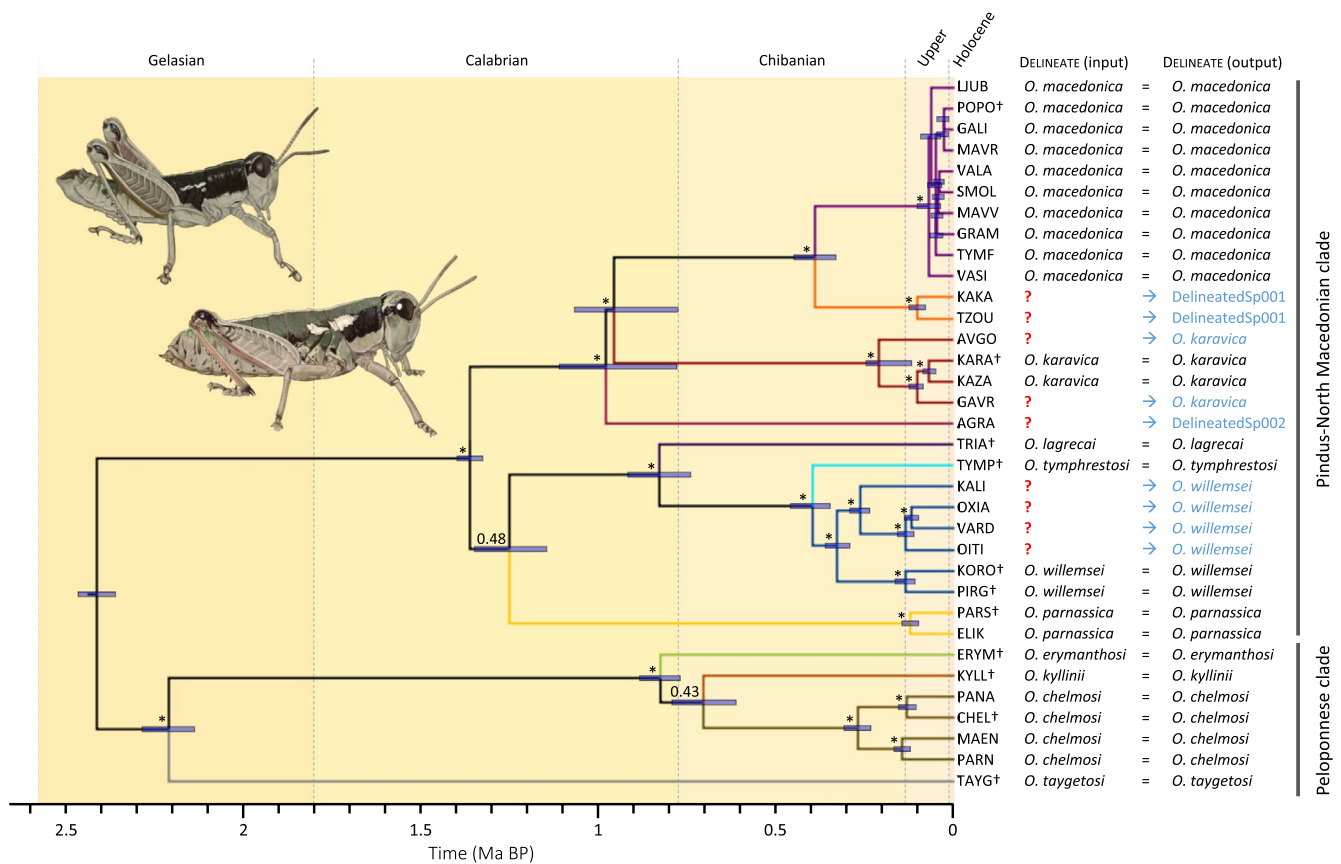 Gelasian Calabrian Chibanian Upper Holocene DELINEATE (input) DELINEATE (output)
LJUB O. macedonica = O. macedonica
POPO† O. macedonica = O. macedonica
GALI O. macedonica = O. macedonica
MAVR O. macedonica = O. macedonica
VALA O. macedonica = O. macedonica
SMOL O. macedonica = O. macedonica
* MAVV O. macedonica = O. macedonica
GRAM O. macedonica = O. macedonica
* TYMF O. macedonica = O. macedonica
VASI O. macedonica = O. macedonica
* * KAKA ? → DelineatedSp001
TZOU ? → DelineatedSp001
AVGO ? → O. karavica
* * * KARA† O. karavica = O. karavica
* KAZA O. karavica = O. karavica
GAVR ? → O. karavica
AGRA ? → DelineatedSp002
* TRIA† O. lagrecai = O. lagrecai
* TYMP† O. tymphrestosi = O. tymphrestosi
KALI ? → O. willemsei
* * * OXIA ? → O. willemsei
* VARD ? → O. willemsei
0.48 * OITI ? → O. willemsei
* KORO† O. willemsei = O. willemsei
PIRG† O. willemsei = O. willemsei
* PARS† O. parnassica = O. parnassica
ELIK O. parnassica = O. parnassica
Pindus-North Macedonian clade
ERYM† O. erymanthosi = O. erymanthosi
* KYLL† O. kyllinii = O. kyllinii
0.43 * PANA O. chelmosi = O. chelmosi
* * CHEL† O. chelmosi = O. chelmosi
* MAEN O. chelmosi = O. chelmosi
PARN O. chelmosi = O. chelmosi
TAYG† O. taygetosi = O. taygetosi
Peloponnese clade
2.5 2 1.5 1 0.5 0
Time (Ma BP)